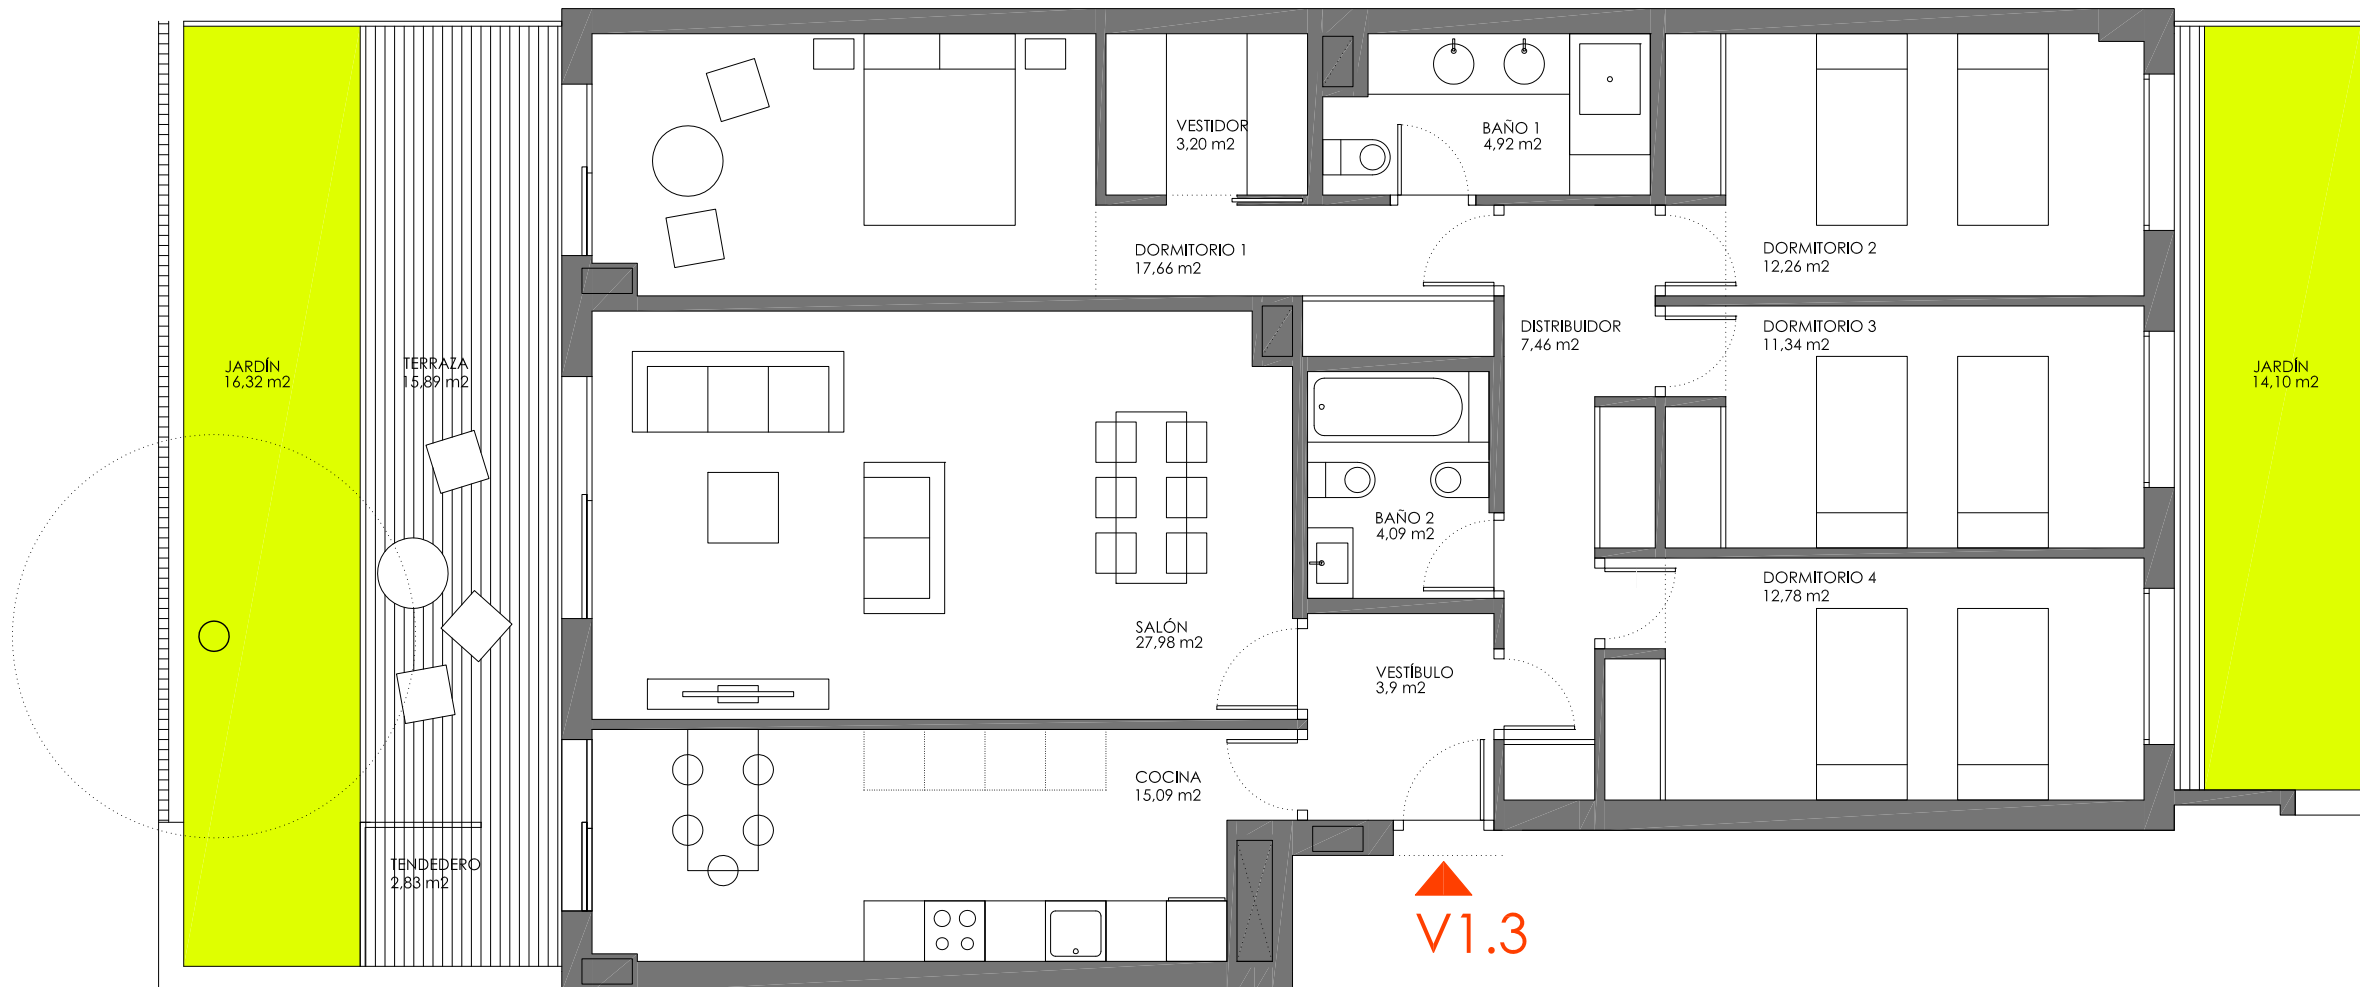 VESTIDOR
3,20 m2
BAÑO 1
4,92 m2
DORMITORIO 1
17,66 m2
DORMITORIO 2
12,26 m2
DISTRIBUIDOR
7,46 m2
DORMITORIO 3
11,34 m2
JARDÍN
16,32 m2
TERRAZA
15,89 m2
JARDÍN
14,10 m2
BAÑO 2
4,09 m2
DORMITORIO 4
12,78 m2
SALÓN
27,98 m2
VESTÍBULO
3,9 m2
COCINA
15,09 m2
TENDEDERO
2,83 m2
V1.3